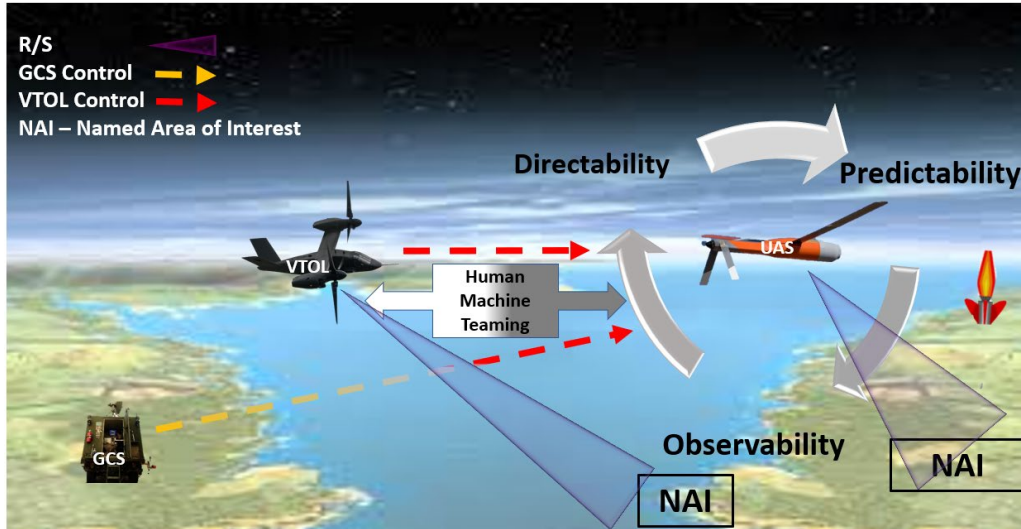 R/S
GCS Control
VTOL Control
NAI – Named Area of Interest
Directability
Predictability
UAS
VTOL
Human
Machine
Teaming
GCS
Observability
NAI
NAI